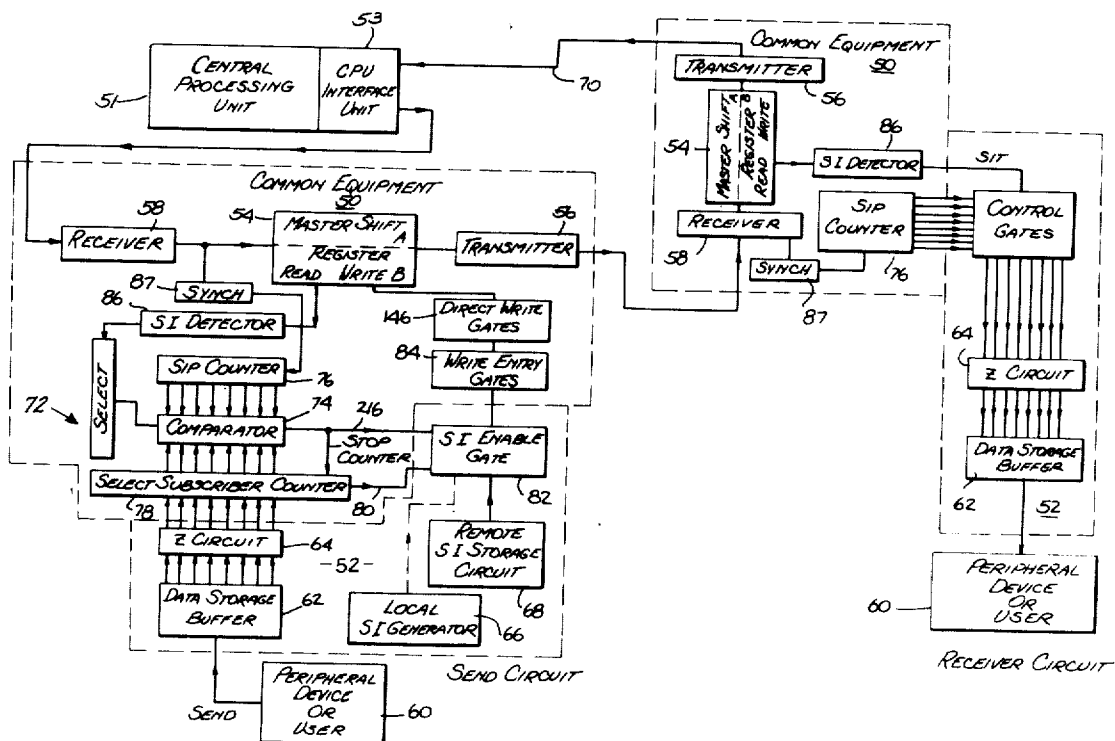 53
CENTRAL
PROCESSING
UNIT
CPU
INTERFACE
UNIT
51
70
COMMON EQUIPMENT
50
TRANSMITTER
56
54
MASTER SHIFT A
REGISTER B
READ WRITE
86
SI DETECTOR
SIT
RECEIVER
58
SIP
COUNTER
76
CONTROL
GATES
SYNCH
87
64
Z CIRCUIT
DATA STORAGE
BUFFER
62
52
PERIPHERAL
DEVICE
OR
USER
60
RECEIVER CIRCUIT
COMMON EQUIPMENT
50
58
RECEIVER
54
MASTER SHIFT A
REGISTER
READ WRITE B
56
TRANSMITTER
87
SYNCH
86
SI DETECTOR
146
DIRECT WRITE
GATES
84
WRITE ENTRY
GATES
SIP COUNTER
76
72
SELECT
74
COMPARATOR
216
STOP
COUNTER
SI ENABLE
GATE
82
SELECT SUBSCRIBER COUNTER
78
80
Z CIRCUIT
64
-52-
REMOTE
SI STORAGE
CIRCUIT
68
DATA STORAGE
BUFFER
62
LOCAL
SI GENERATOR
66
SEND CIRCUIT
SEND
PERIPHERAL
DEVICE
OR
USER
60